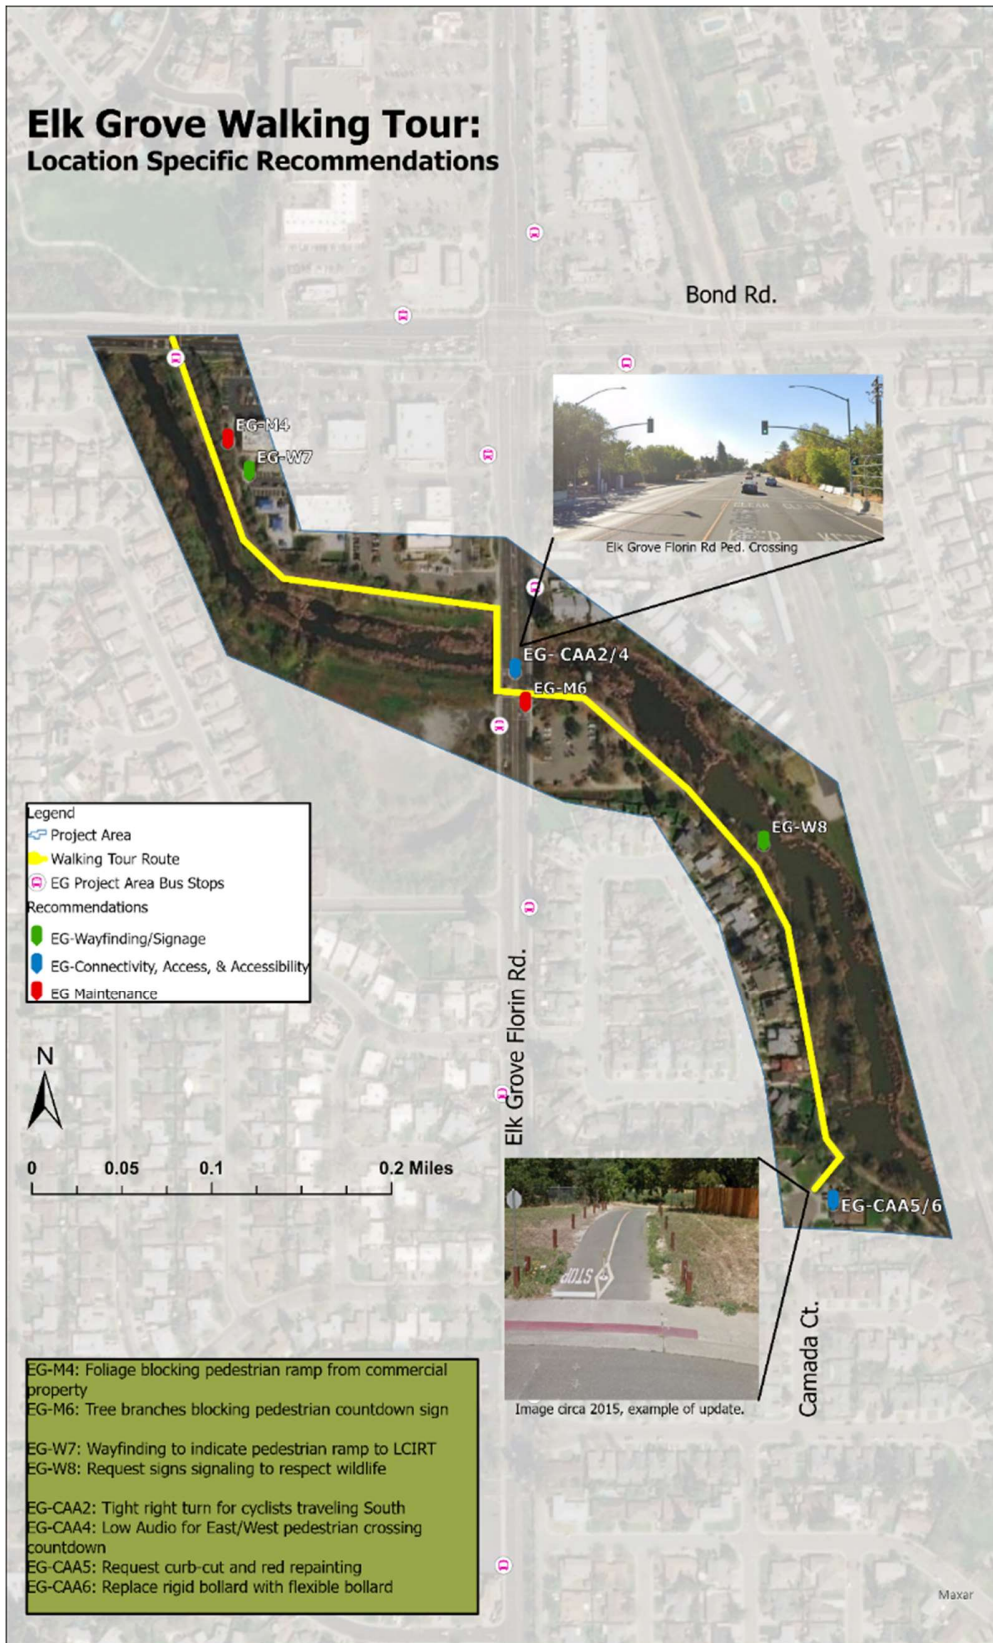 Elk Grove Walking Tour:
Location Specific Recommendations
Bond Rd.
EG-M4
EG-W7
Elk Grove Florin Rd Ped. Crossing
EG- CAA2/4
EG-M6
EG-W8
Legend
Project Area
Walking Tour Route
EG Project Area Bus Stops
Recommendations
EG-Wayfinding/Signage
EG-Connectivity, Access, & Accessibility
EG Maintenance
Elk Grove Florin Rd.
N
0 0.05 0.1 0.2 Miles
STOP
EG-CAA5/6
Camada Ct.
Image circa 2015, example of update.
EG-M4: Foliage blocking pedestrian ramp from commercial
property
EG-M6: Tree branches blocking pedestrian countdown sign
EG-W7: Wayfinding to indicate pedestrian ramp to LCIRT
EG-W8: Request signs signaling to respect wildlife
EG-CAA2: Tight right turn for cyclists traveling South
EG-CAA4: Low Audio for East/West pedestrian crossing
countdown
EG-CAA5: Request curb-cut and red repainting
EG-CAA6: Replace rigid bollard with flexible bollard
Maxar